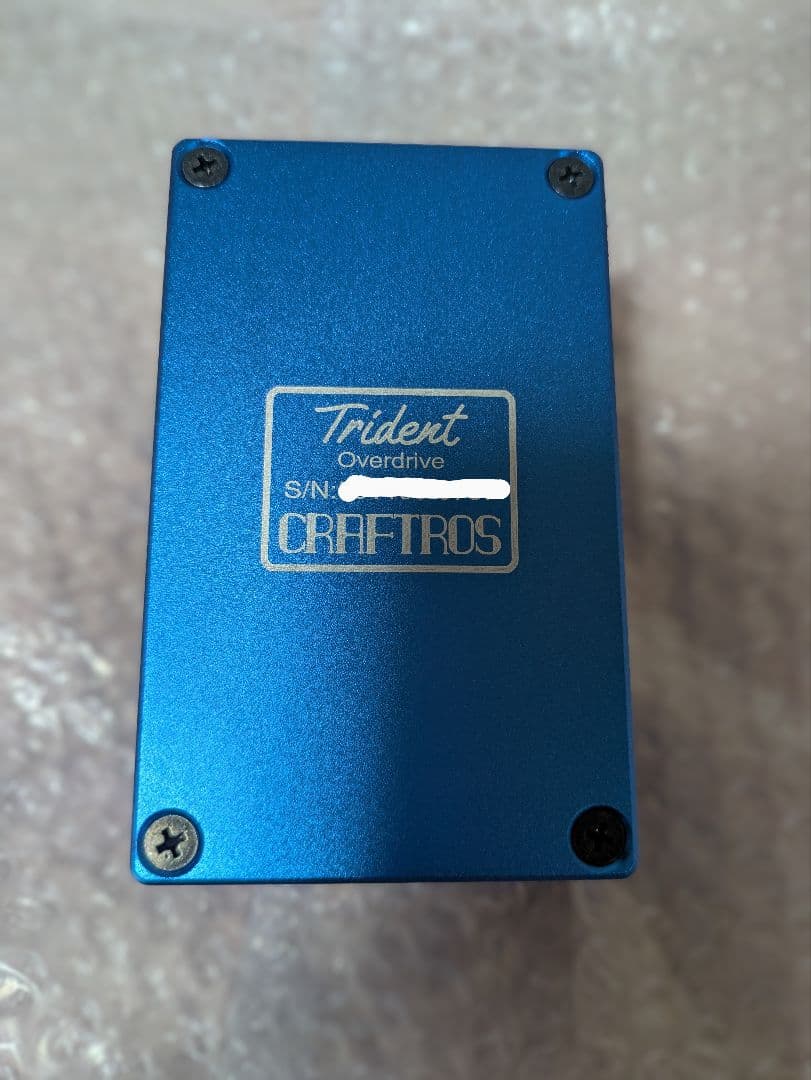 Trident
Overdrive
S/N:
CRAFTROS